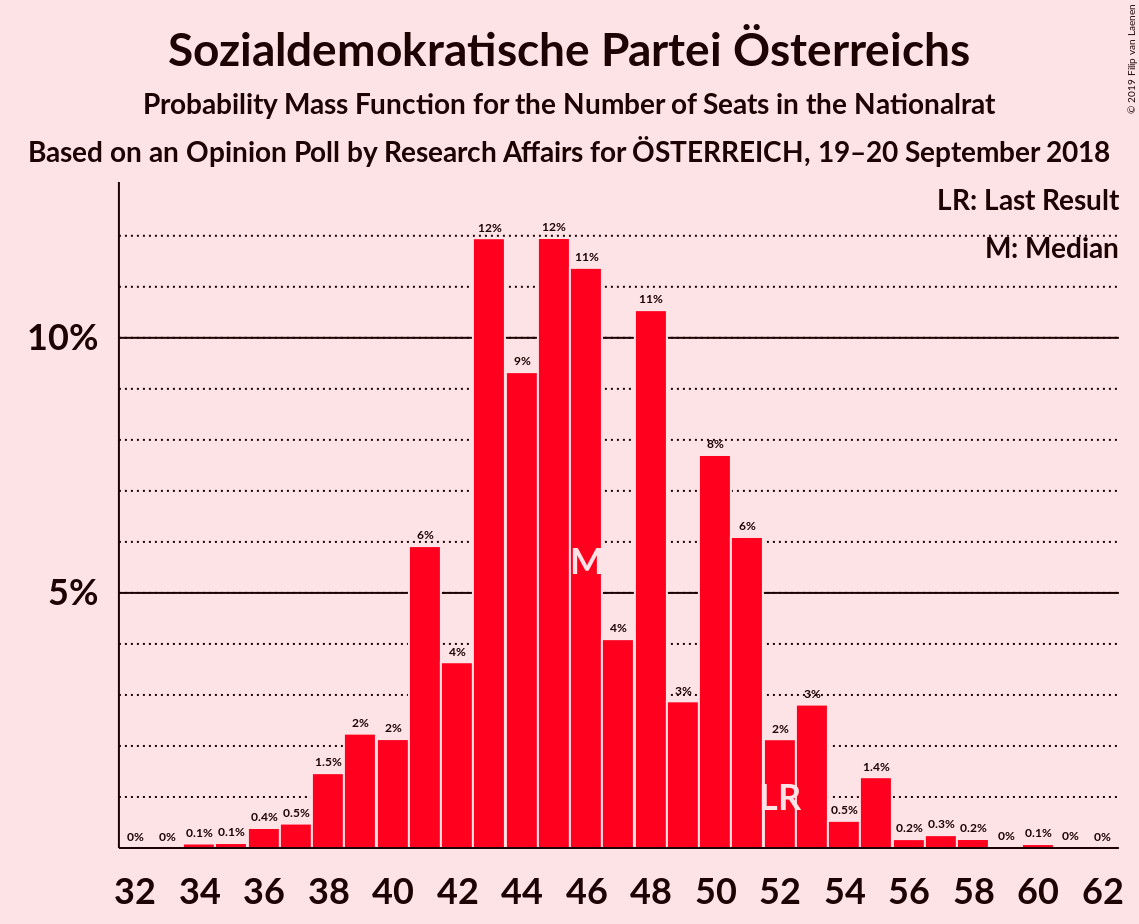 Sozialdemokratische Partei Österreichs
Probability Mass Function for the Number of Seats in the Nationalrat
Based on an Opinion Poll by Research Affairs for ÖSTERREICH, 19–20 September 2018
© 2019 Filip van Laenen
LR: Last Result
M: Median
10%
5%
0% 0% 0.1% 0.1% 0.4% 0.5% 1.5% 2% 2% 6% 4% 12% 9% 12% 11% 4% 11% 3% 8% 6% 2% 3% 0.5% 1.4% 0.2% 0.3% 0.2% 0% 0.1% 0% 0%
M
LR
32 34 36 38 40 42 44 46 48 50 52 54 56 58 60 62